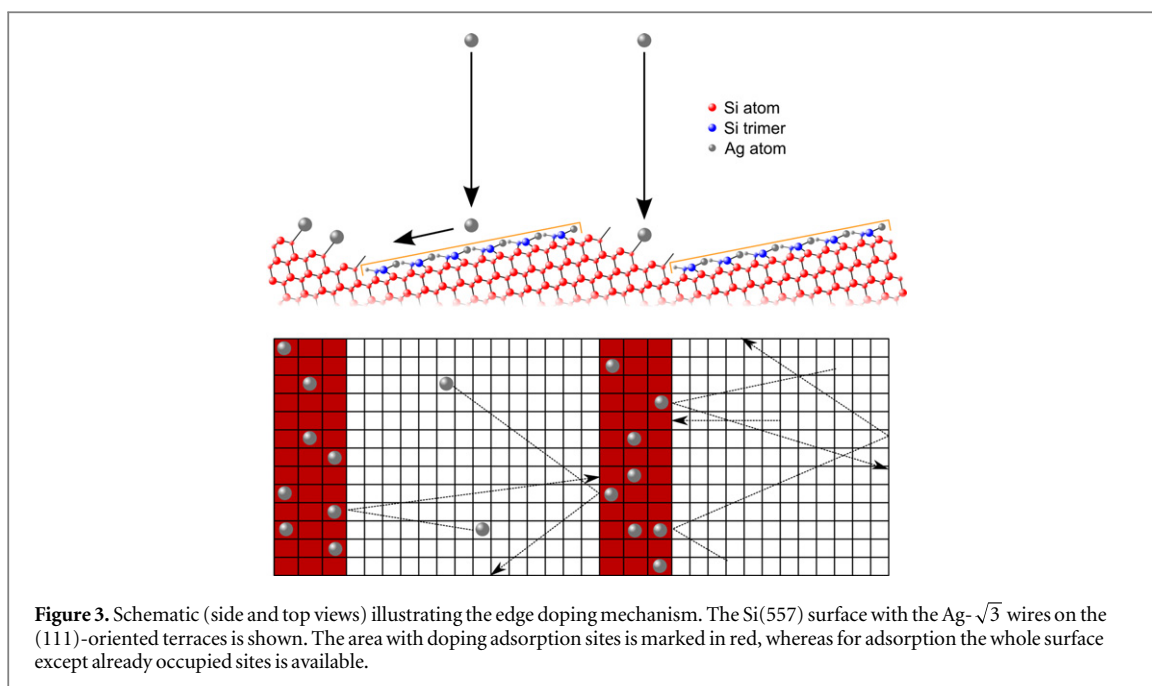 Si atom
Si trimer
Ag atom
Figure 3. Schematic (side and top views) illustrating the edge doping mechanism. The Si(557) surface with the Ag-√3 wires on the
(111)-oriented terraces is shown. The area with doping adsorption sites is marked in red, whereas for adsorption the whole surface
except already occupied sites is available.